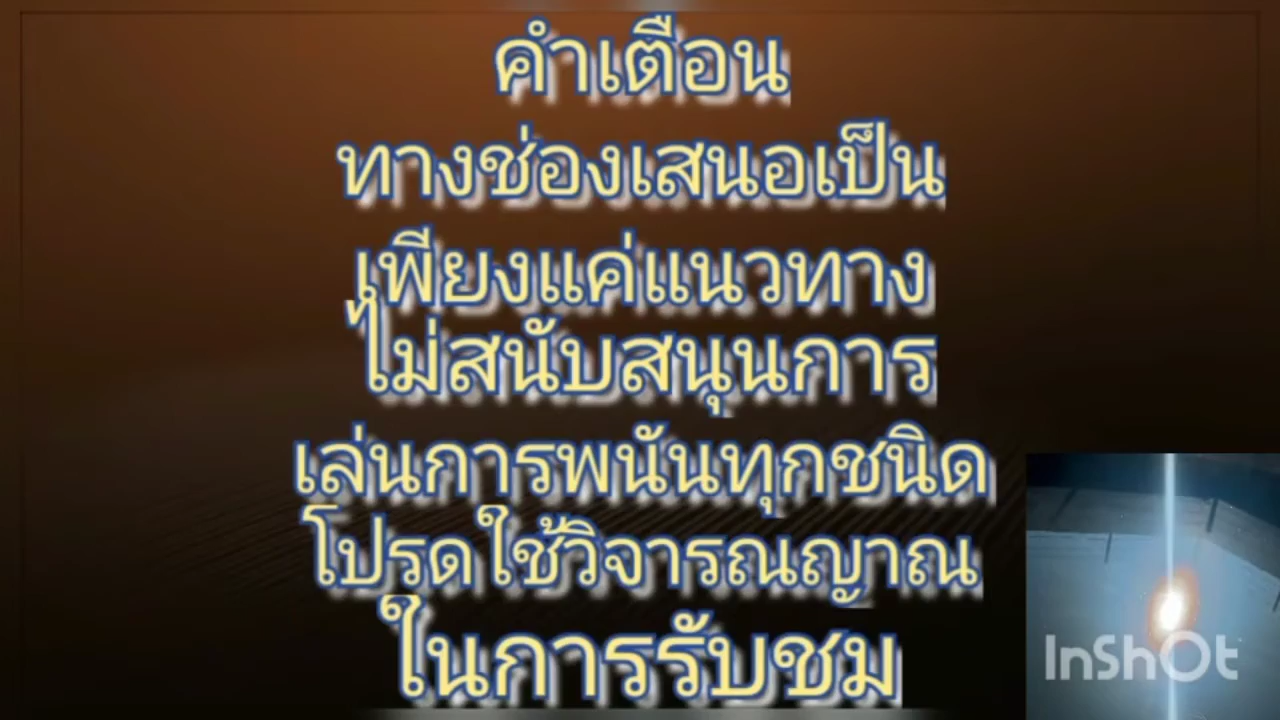 คำเตือน
ทางช่องเสนอเป็น
เพียงแค่แนวทาง
ไม่สนับสนุนการ
เล่นการพนันทุกชนิด
โปรดใช้วิจารณญาณ
ในการรับชม
InShOt